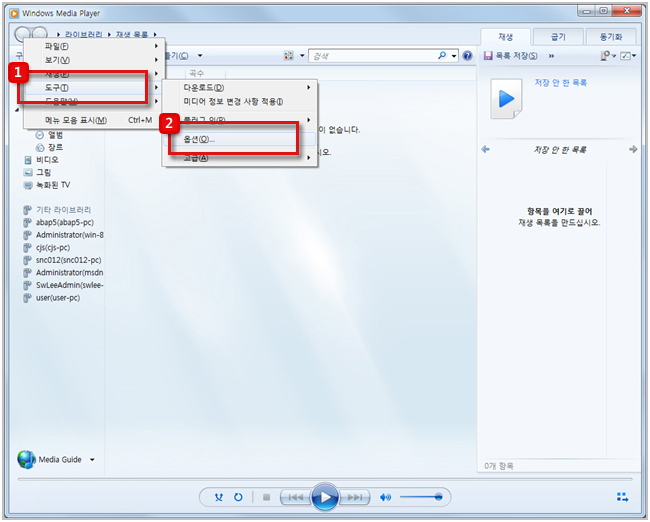 Windows Media Player
라이브러리 ▸ 재생 목록 ▸
재생
굽기
동기화
파일(F)
보기(V)
재생(P)
도구(T)
도움말(H)
메뉴 모음 표시(M) Ctrl+M
1
들기(C)
검색
목록 저장(S) »
곡수
다운로드(D)
미디어 정보 변경 사항 적용(I)
플러그 인(P)
옵션(O)...
고급(A)
2
이 없습니다.
시오.
저장 안 한 목록
저장 안 한 목록
항목을 여기로 끌어
재생 목록을 만드십시오.
앨범
장르
비디오
그림
녹화된 TV
기타 라이브러리
abap5(abap5-pc)
Administrator(win-8
cjs(cjs-pc)
snc012(snc012-pc)
Administrator(msdn
SwLeeAdmin(swlee-
user(user-pc)
Media Guide
0개 항목